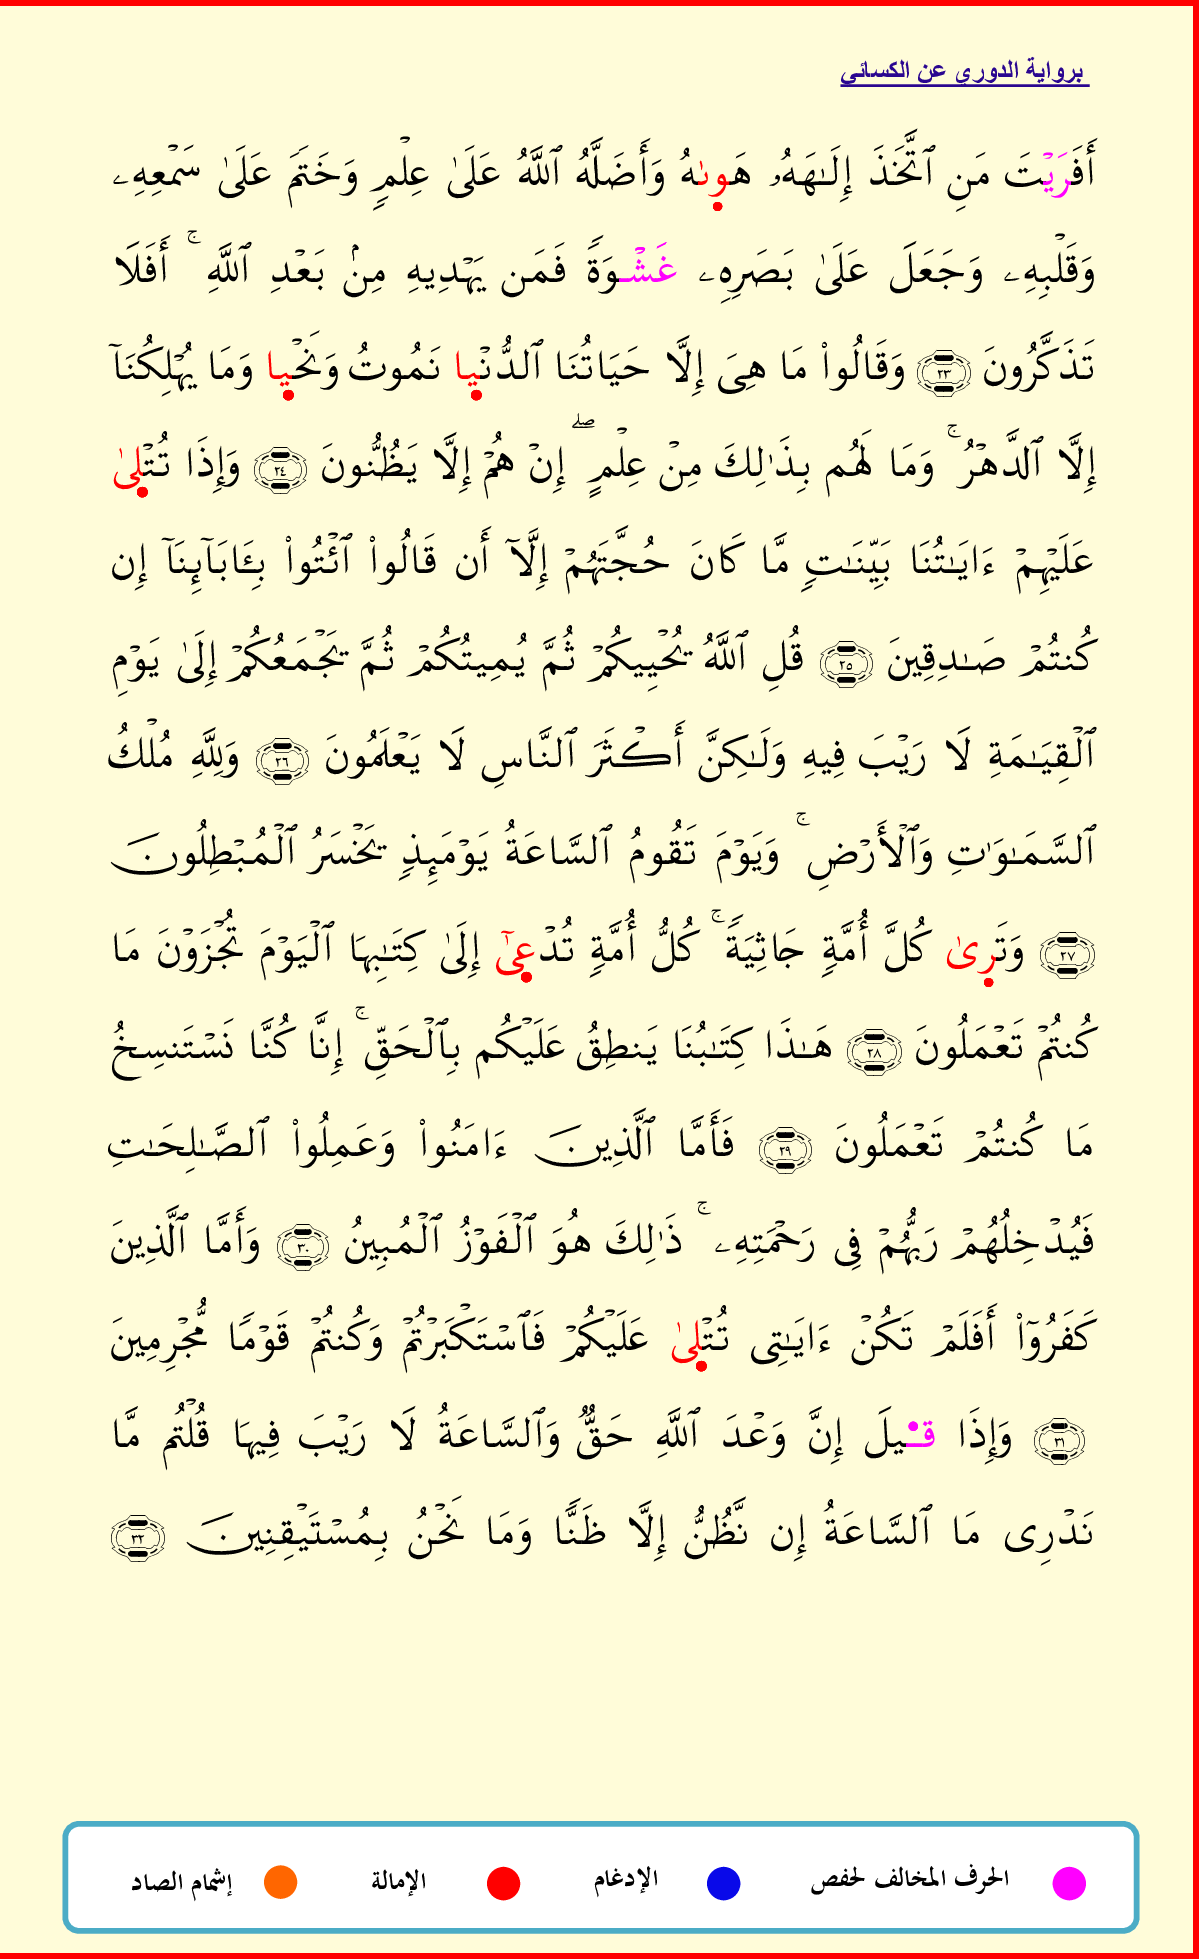 برواية الدوري عن الكسائي
أَفَرَيۡتَ مَنِ ٱتَّخَذَ إِلَـٰهَهُۥ هَوىٰهُ وَأَضَلَّهُ ٱللَّهُ عَلَىٰ عِلۡمٍ وَخَتَمَ عَلَىٰ سَمۡعِهِۦ
وَقَلۡبِهِۦ وَجَعَلَ عَلَىٰ بَصَرِهِۦ غَشۡـوَةً فَمَن يَهۡدِيهِ مِنۢ بَعۡدِ ٱللَّهِ ۚ أَفَلَا
تَذَكَّرُونَ ٢٣ وَقَالُوا۟ مَا هِىَ إِلَّا حَيَاتُنَا ٱلدُّنۡيا نَمُوتُ وَنَحۡيا وَمَا يُهۡلِكُنَآ
إِلَّا ٱلدَّهۡرُ ۚ وَمَا لَهُم بِذَٰلِكَ مِنۡ عِلۡمٍ ۖ إِنۡ هُمۡ إِلَّا يَظُنُّونَ ٢٤ وَإِذَا تُتۡلىٰ
عَلَيۡهِمۡ ءَايَـٰتُنَا بَيِّنَـٰتٍ مَّا كَانَ حُجَّتَهُمۡ إِلَّآ أَن قَالُوا۟ ٱئۡتُوا۟ بِـَٔابَآئِنَآ إِن
كُنتُمۡ صَـٰدِقِينَ ٢٥ قُلِ ٱللَّهُ يُحۡيِيكُمۡ ثُمَّ يُمِيتُكُمۡ ثُمَّ يَجۡمَعُكُمۡ إِلَىٰ يَوۡمِ
ٱلۡقِيَـٰمَةِ لَا رَيۡبَ فِيهِ وَلَـٰكِنَّ أَكۡثَرَ ٱلنَّاسِ لَا يَعۡلَمُونَ ٢٦ وَلِلَّهِ مُلۡكُ
ٱلسَّمَـٰوَٰتِ وَٱلۡأَرۡضِ ۚ وَيَوۡمَ تَقُومُ ٱلسَّاعَةُ يَوۡمَئِذٍ يَخۡسَرُ ٱلۡمُبۡطِلُونَ
٢٧ وَتَرىٰ كُلَّ أُمَّةٍ جَاثِيَةً ۚ كُلُّ أُمَّةٍ تُدۡعىٰٓ إِلَىٰ كِتَـٰبِهَا ٱلۡيَوۡمَ تُجۡزَوۡنَ مَا
كُنتُمۡ تَعۡمَلُونَ ٢٨ هَـٰذَا كِتَـٰبُنَا يَنطِقُ عَلَيۡكُم بِٱلۡحَقِّ ۚ إِنَّا كُنَّا نَسۡتَنسِخُ
مَا كُنتُمۡ تَعۡمَلُونَ ٢٩ فَأَمَّا ٱلَّذِينَ ءَامَنُوا۟ وَعَمِلُوا۟ ٱلصَّـٰلِحَـٰتِ
فَيُدۡخِلُهُمۡ رَبُّهُمۡ فِى رَحۡمَتِهِۦ ۚ ذَٰلِكَ هُوَ ٱلۡفَوۡزُ ٱلۡمُبِينُ ٣٠ وَأَمَّا ٱلَّذِينَ
كَفَرُوٓا۟ أَفَلَمۡ تَكُنۡ ءَايَـٰتِى تُتۡلىٰ عَلَيۡكُمۡ فَٱسۡتَكۡبَرۡتُمۡ وَكُنتُمۡ قَوۡمًا مُّجۡرِمِينَ
٣١ وَإِذَا قـيلَ إِنَّ وَعۡدَ ٱللَّهِ حَقٌّ وَٱلسَّاعَةُ لَا رَيۡبَ فِيهَا قُلۡتُم مَّا
نَدۡرِى مَا ٱلسَّاعَةُ إِن نَّظُنُّ إِلَّا ظَنًّا وَمَا نَحۡنُ بِمُسۡتَيۡقِنِينَ ٣٢
الحرف المخالف لحفص الإدغام الإمالة إشمام الصاد